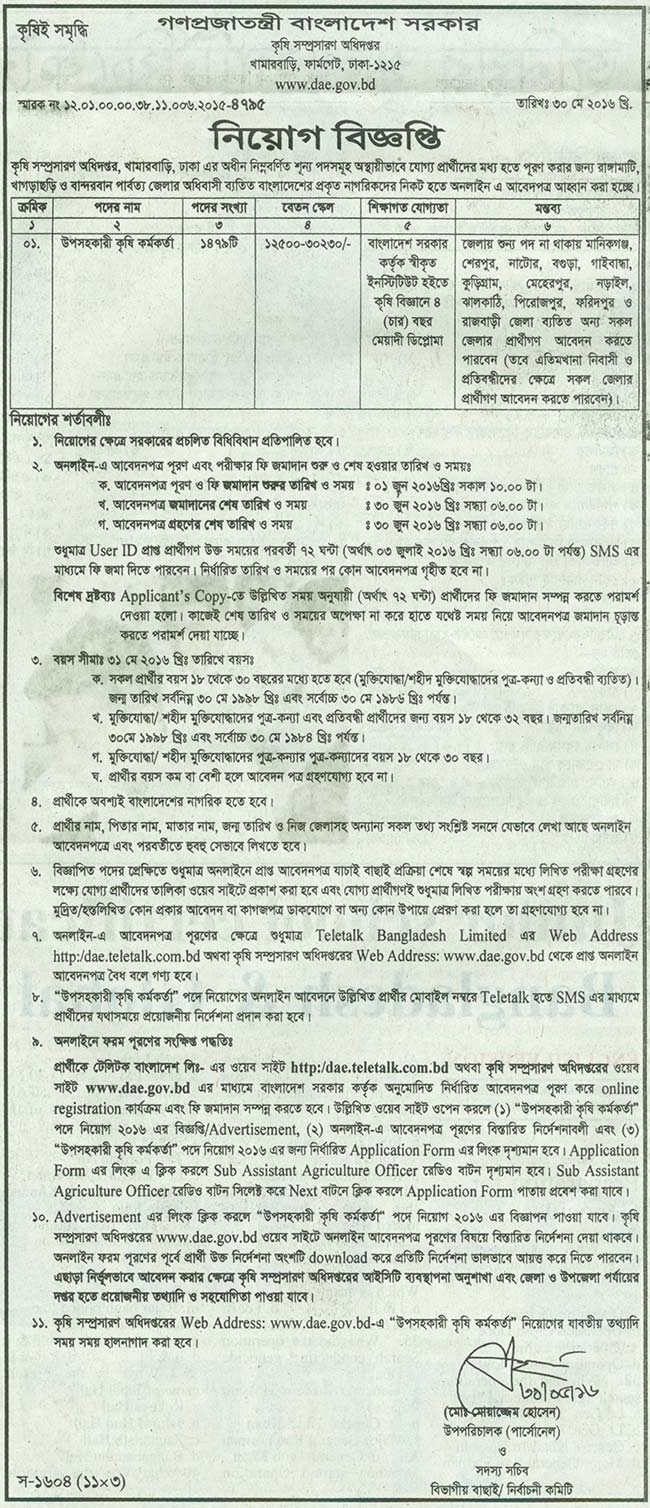 কৃষিই সমৃদ্ধি
গণপ্রজাতন্ত্রী বাংলাদেশ সরকার
কৃষি সম্প্রসারণ অধিদপ্তর
খামারবাড়ি, ফার্মগেট, ঢাকা-১২১৫
www.dae.gov.bd
স্মারক নং ১২.০১.০০.০০.৩৮.১১.০০৬.২০১৫-৪৭৯৫
তারিখঃ ৩০ মে ২০১৬ খ্রি.
নিয়োগ বিজ্ঞপ্তি
কৃষি সম্প্রসারণ অধিদপ্তর, খামারবাড়ি, ঢাকা এর অধীন নিম্নবর্ণিত শূন্য পদসমূহ অস্থায়ীভাবে যোগ্য প্রার্থীদের মধ্য হতে পূরণ করার জন্য রাঙ্গামাটি,
খাগড়াছড়ি ও বান্দরবান পার্বত্য জেলার অধিবাসী ব্যতিত বাংলাদেশের প্রকৃত নাগরিকদের নিকট হতে অনলাইন এ আবেদনপত্র আহ্বান করা হচ্ছে।
ক্রমিক পদের নাম পদের সংখ্যা বেতন স্কেল শিক্ষাগত যোগ্যতা মন্তব্য
১ ২ ৩ ৪ ৫ ৬
০১. উপসহকারী কৃষি কর্মকর্তা ১৪৭৯টি ১২৫০০-৩০২৩০/-
বাংলাদেশ সরকার
কর্তৃক স্বীকৃত
ইনস্টিটিউট হইতে
কৃষি বিজ্ঞানে ৪
(চার) বছর
মেয়াদী ডিপ্লোমা
জেলায় শুন্য পদ না থাকায় মানিকগঞ্জ,
শেরপুর, নাটোর, বগুড়া, গাইবান্ধা,
কুড়িগ্রাম, মেহেরপুর, নড়াইল,
ঝালকাঠি, পিরোজপুর, ফরিদপুর ও
রাজবাড়ী জেলা ব্যতিত অন্য সকল
জেলার প্রার্থীগণ আবেদন করতে
পারবেন (তবে এতিমখানা নিবাসী ও
প্রতিবন্ধীদের ক্ষেত্রে সকল জেলার
প্রার্থীগণ আবেদন করতে পারবেন)।
নিয়োগের শর্তাবলীঃ
১. নিয়োগের ক্ষেত্রে সরকারের প্রচলিত বিধিবিধান প্রতিপালিত হবে।
২. অনলাইন-এ আবেদনপত্র পূরণ এবং পরীক্ষার ফি জমাদান শুরু ও শেষ হওয়ার তারিখ ও সময়ঃ
ক. আবেদনপত্র পূরণ ও ফি জমাদান শুরুর তারিখ ও সময় ঃ ০১ জুন ২০১৬খ্রিঃ সকাল ১০.০০ টা।
খ. আবেদনপত্র জমাদানের শেষ তারিখ ও সময় ঃ ৩০ জুন ২০১৬ খ্রিঃ সন্ধ্যা ০৬.০০ টা।
গ. আবেদনপত্র গ্রহণের শেষ তারিখ ও সময় ঃ ৩০ জুন ২০১৬ খ্রিঃ সন্ধ্যা ০৬.০০ টা।
শুধুমাত্র User ID প্রাপ্ত প্রার্থীগণ উক্ত সময়ের পরবর্তী ৭২ ঘন্টা (অর্থাৎ ০৩ জুলাই ২০১৬ খ্রিঃ সন্ধ্যা ০৬.০০ টা পর্যন্ত) SMS এর
মাধ্যমে ফি জমা দিতে পারবেন। নির্ধারিত তারিখ ও সময়ের পর কোন আবেদনপত্র গৃহীত হবে না।
বিশেষ দ্রষ্টব্যঃ Applicant's Copy-তে উল্লিখিত সময় অনুযায়ী (অর্থাৎ ৭২ ঘন্টা) প্রার্থীদের ফি জমাদান সম্পন্ন করতে পরামর্শ
দেওয়া হলো। কাজেই শেষ তারিখ ও সময়ের অপেক্ষা না করে হাতে যথেষ্ট সময় নিয়ে আবেদনপত্র জমাদান চূড়ান্ত
করতে পরামর্শ দেয়া যাচ্ছে।
৩. বয়স সীমাঃ ৩১ মে ২০১৬ খ্রিঃ তারিখে বয়সঃ
ক. সকল প্রার্থীর বয়স ১৮ থেকে ৩০ বছরের মধ্যে হতে হবে (মুক্তিযোদ্ধা/শহীদ মুক্তিযোদ্ধাদের পুত্র-কন্যা ও প্রতিবন্ধী ব্যতিত)।
জন্ম তারিখ সর্বনিম্ন ৩০ মে ১৯৯৮ খ্রিঃ এবং সর্বোচ্চ ৩০ মে ১৯৮৬ খ্রিঃ পর্যন্ত।
খ. মুক্তিযোদ্ধা/ শহীদ মুক্তিযোদ্ধাদের পুত্র-কন্যা এবং প্রতিবন্ধী প্রার্থীদের জন্য বয়স ১৮ থেকে ৩২ বছর। জন্মতারিখ সর্বনিম্ন
৩০মে ১৯৯৮ খ্রিঃ এবং সর্বোচ্চ ৩০ মে ১৯৮৪ খ্রিঃ পর্যন্ত।
গ. মুক্তিযোদ্ধা/ শহীদ মুক্তিযোদ্ধাদের পুত্র-কন্যার পুত্র-কন্যাদের বয়স ১৮ থেকে ৩০ বছর।
ঘ. প্রার্থীর বয়স কম বা বেশী হলে আবেদন পত্র গ্রহণযোগ্য হবে না।
৪. প্রার্থীকে অবশ্যই বাংলাদেশের নাগরিক হতে হবে।
৫. প্রার্থীর নাম, পিতার নাম, মাতার নাম, জন্ম তারিখ ও নিজ জেলাসহ অন্যান্য সকল তথ্য সংশ্লিষ্ট সনদে যেভাবে লেখা আছে অনলাইন
আবেদনপত্রে এবং পরবর্তীতে হুবহু সেভাবে লিখতে হবে।
৬. বিজ্ঞাপিত পদের প্রেক্ষিতে শুধুমাত্র অনলাইনে প্রাপ্ত আবেদনপত্র যাচাই বাছাই প্রক্রিয়া শেষে স্বল্প সময়ের মধ্যে লিখিত পরীক্ষা গ্রহণের
লক্ষ্যে যোগ্য প্রার্থীদের তালিকা ওয়েব সাইটে প্রকাশ করা হবে এবং যোগ্য প্রার্থীগণই শুধুমাত্র লিখিত পরীক্ষায় অংশ গ্রহণ করতে পারবে।
মুদ্রিত/হস্তলিখিত কোন প্রকার আবেদন বা কাগজপত্র ডাকযোগে বা অন্য কোন উপায়ে প্রেরণ করা হলে তা গ্রহণযোগ্য হবে না।
৭. অনলাইন-এ আবেদনপত্র পূরণের ক্ষেত্রে শুধুমাত্র Teletalk Bangladesh Limited এর Web Address
http:/dae.teletalk.com.bd অথবা কৃষি সম্প্রসারণ অধিদপ্তরের Web Address: www.dae.gov.bd থেকে প্রাপ্ত অনলাইন
আবেদনপত্র বৈধ বলে গণ্য হবে।
৮. “উপসহকারী কৃষি কর্মকর্তা” পদে নিয়োগের অনলাইন আবেদনে উল্লিখিত প্রার্থীর মোবাইল নম্বরে Teletalk হতে SMS এর মাধ্যমে
প্রার্থীদের যথাসময়ে প্রয়োজনীয় নির্দেশনা প্রদান করা হবে।
৯. অনলাইনে ফরম পূরণের সংক্ষিপ্ত পদ্ধতিঃ
প্রার্থীকে টেলিটক বাংলাদেশ লিঃ- এর ওয়েব সাইট http:/dae.teletalk.com.bd অথবা কৃষি সম্প্রসারণ অধিদপ্তরের ওয়েব
সাইট www.dae.gov.bd এর মাধ্যমে বাংলাদেশ সরকার কর্তৃক অনুমোদিত নির্ধারিত আবেদনপত্র পূরণ করে online
registration কার্যক্রম এবং ফি জমাদান সম্পন্ন করতে হবে। উল্লিখিত ওয়েব সাইট ওপেন করলে (১) “উপসহকারী কৃষি কর্মকর্তা”
পদে নিয়োগ ২০১৬ এর বিজ্ঞপ্তি/Advertisement, (২) অনলাইন-এ আবেদনপত্র পূরণের বিস্তারিত নির্দেশনাবলী এবং (৩)
“উপসহকারী কৃষি কর্মকর্তা” পদে নিয়োগ ২০১৬ এর জন্য নির্ধারিত Application Form এর লিংক দৃশ্যমান হবে। Application
Form এর লিংক এ ক্লিক করলে Sub Assistant Agriculture Officer রেডিও বাটন দৃশ্যমান হবে। Sub Assistant
Agriculture Officer রেডিও বাটন সিলেক্ট করে Next বাটনে ক্লিক করলে Application Form পাতায় প্রবেশ করা যাবে।
১০. Advertisement এর লিংক ক্লিক করলে “উপসহকারী কৃষি কর্মকর্তা” পদে নিয়োগ ২০১৬ এর বিজ্ঞাপন পাওয়া যাবে। কৃষি
সম্প্রসারণ অধিদপ্তরের www.dae.gov.bd ওয়েব সাইটে অনলাইন আবেদনপত্র পূরণের বিষয়ে বিস্তারিত নির্দেশনা দেয়া থাকবে।
অনলাইন ফরম পূরণের পূর্বে প্রার্থী উক্ত নির্দেশনা অংশটি download করে প্রতিটি নির্দেশনা ভালভাবে আয়ত্ত করে নিতে পারবেন।
এছাড়া নির্ভুলভাবে আবেদন করার ক্ষেত্রে কৃষি সম্প্রসারণ অধিদপ্তরের আইসিটি ব্যবস্থাপনা অনুশাখা এবং জেলা ও উপজেলা পর্যায়ের
দপ্তর হতে প্রয়োজনীয় তথ্যাদি ও সহযোগিতা পাওয়া যাবে।
১১. কৃষি সম্প্রসারণ অধিদপ্তরের Web Address: www.dae.gov.bd-এ “উপসহকারী কৃষি কর্মকর্তা” নিয়োগের যাবতীয় তথ্যাদি
সময় সময় হালনাগাদ করা হবে।
৩০/০৫/১৬
(মোঃ মোয়াজ্জেম হোসেন)
উপপরিচালক (পার্সোনেল)
ও
সদস্য সচিব
বিভাগীয় বাছাই/ নির্বাচনী কমিটি
স-১৬০৪ (১১×৩)